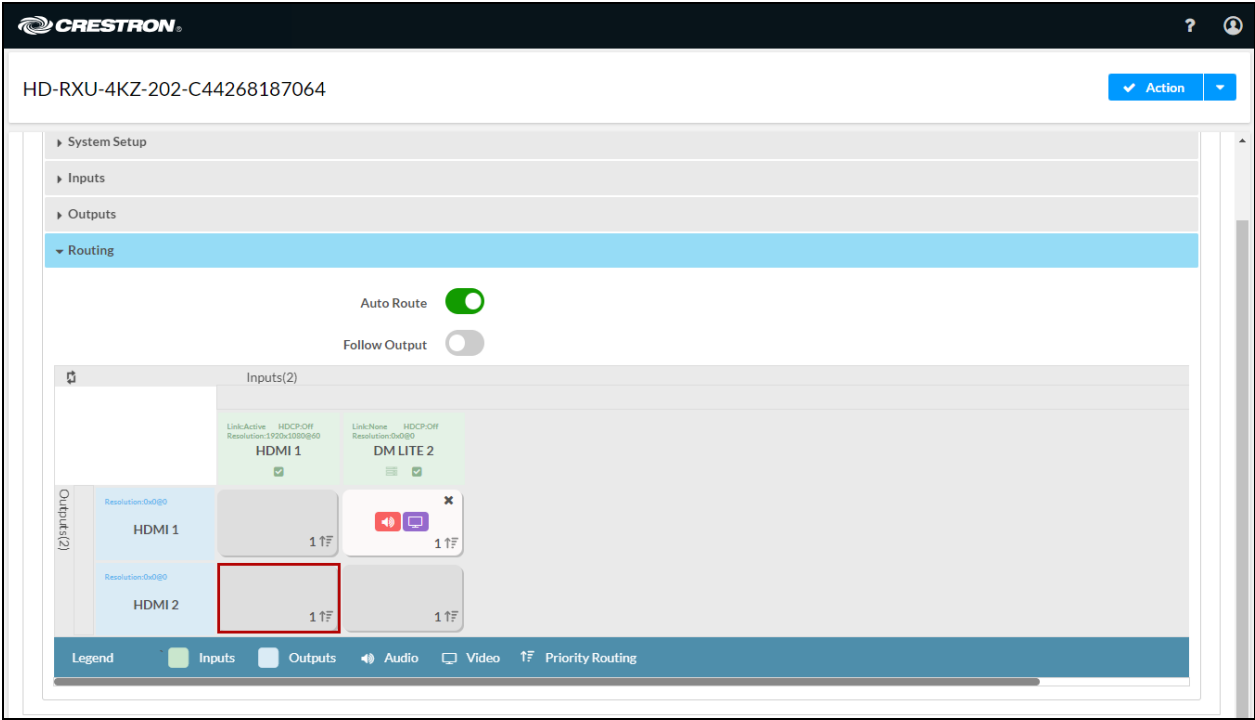 CRESTRON®
?
HD-RXU-4KZ-202-C44268187064
Action
System Setup
Inputs
Outputs
Routing
Auto Route
Follow Output
Inputs(2)
Link:Active HDCP:Off
Resolution:1920x1080@60
HDMI 1
Link:None HDCP:Off
Resolution:0x0@0
DM LITE 2
Outputs(2)
Resolution:0x0@0
HDMI 1
1
1
Resolution:0x0@0
HDMI 2
1
1
Legend Inputs Outputs Audio Video Priority Routing